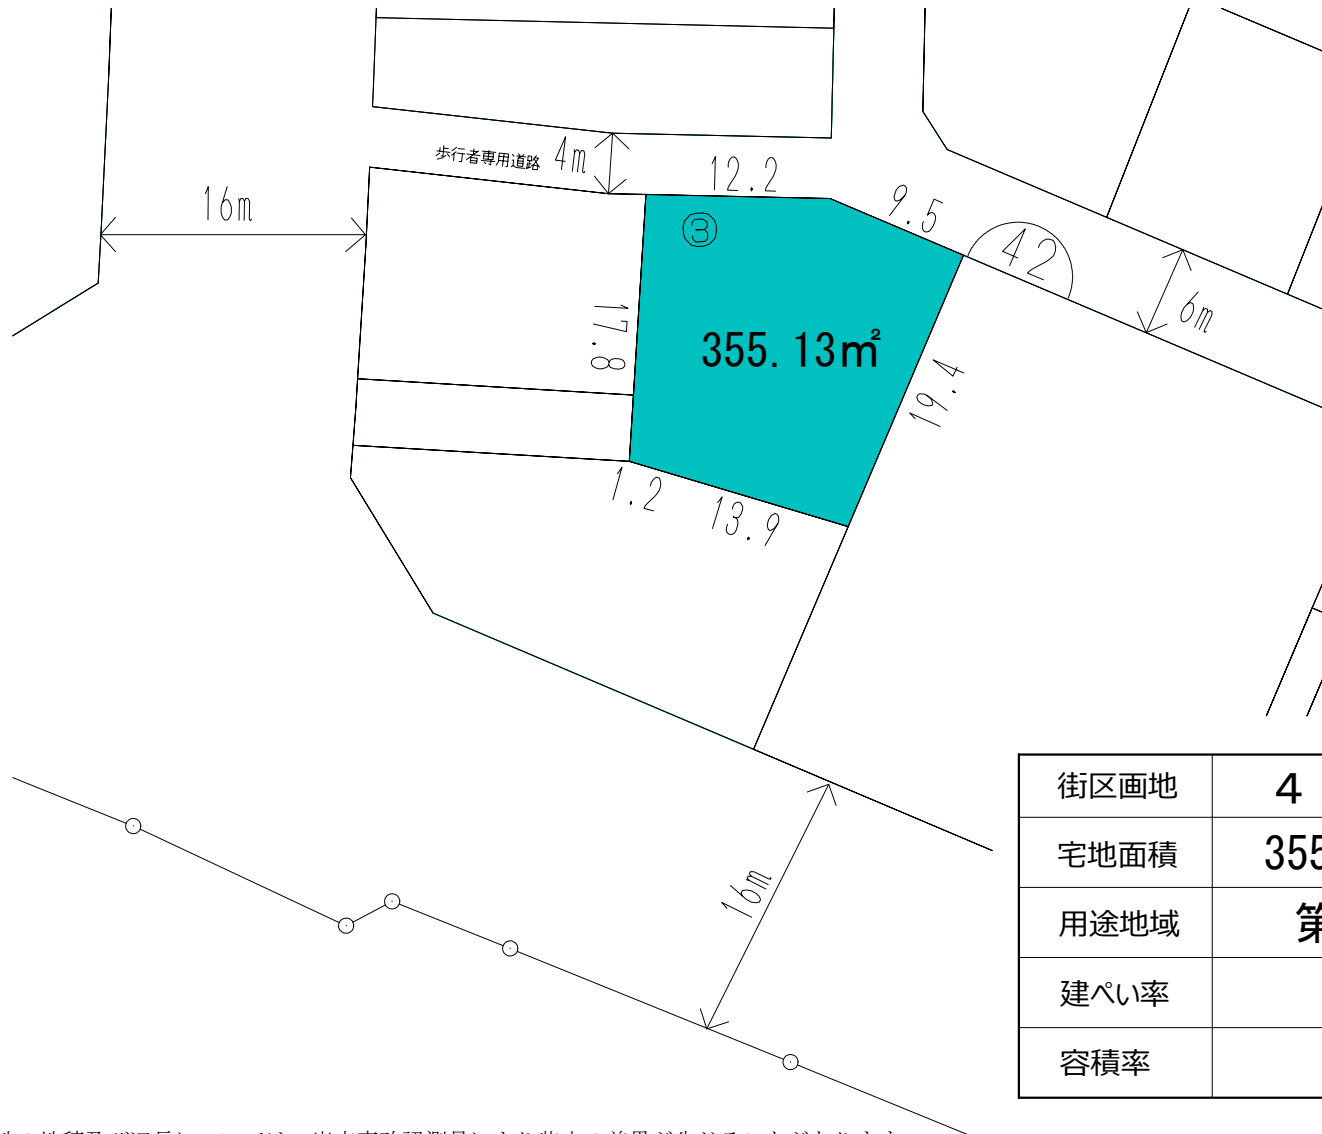 歩行者専用道路 4m
12.2
9.5
16m
③
42
6m
17.8
355.13㎡
19.4
1.2
13.9
16m
街区画地 4
宅地面積 355
用途地域 第
建ぺい率
容積率